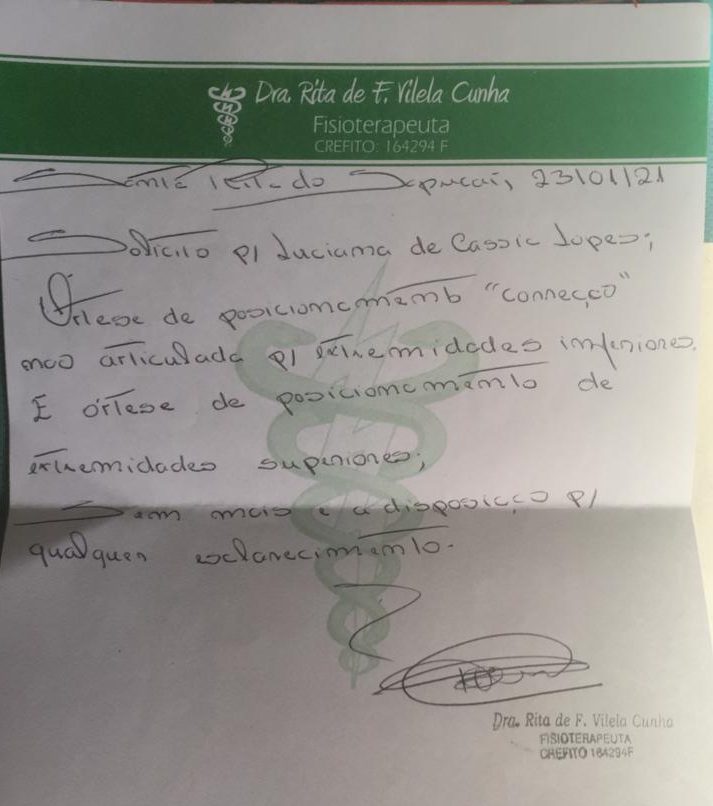 Dra. Rita de F. Vilela Cunha
Fisioterapeuta
CREFITO: 164294 F
Santa Rita do Sapucaí, 23/01/21
Solicito p/ Luciana de Cassia Lopes;
Órtese de posicionamento "correção"
não articulada p/ extremidades inferiores.
E órtese de posicionamento de
extremidades superiores;
Sem mais e a disposição p/
qualquer esclarecimento.
Dra. Rita de F. Vilela Cunha
FISIOTERAPEUTA
CREFITO 164294F